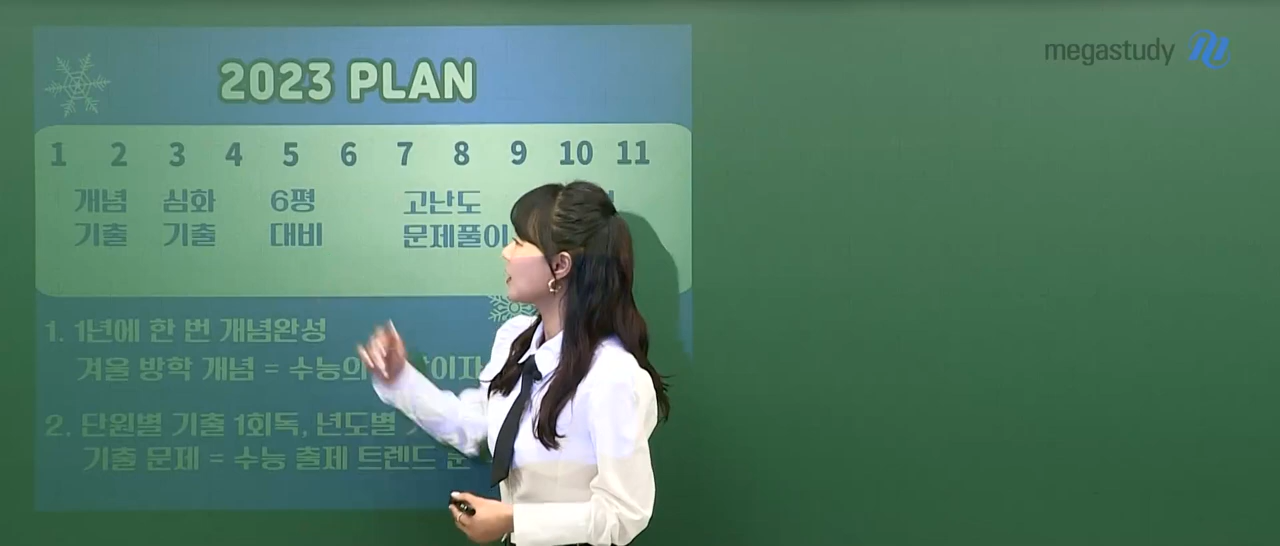 megastudy
2023 PLAN
1 2 3 4 5 6 7 8 9 10 11
개념 심화 6평 고난도
기출 기출 대비 문제풀이
1. 1년에 한 번 개념완성
겨울 방학 개념 = 수능의
2. 단원별 기출 1회독, 년도별
기출 문제 = 수능 출제 트렌드